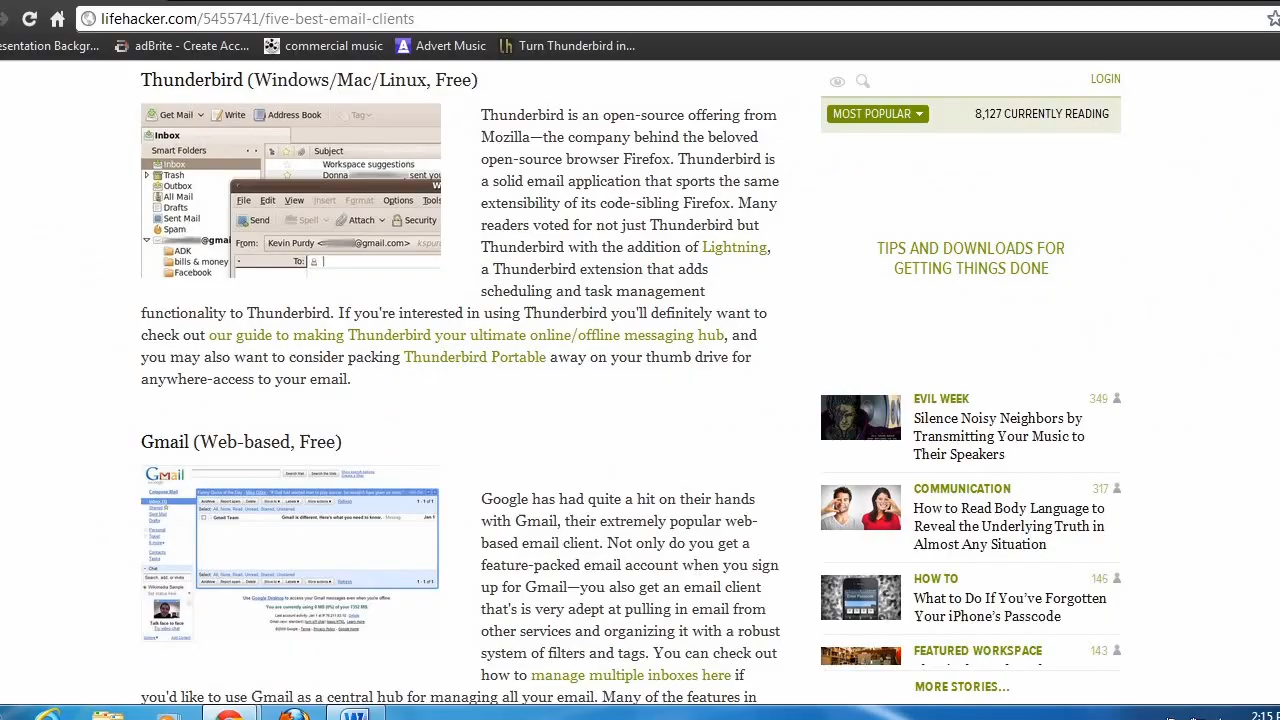 lifehacker.com/5455741/five-best-email-clients
esentation Backgr...
adBrite - Create Acc...
commercial music
Advert Music
Turn Thunderbird in...
Thunderbird (Windows/Mac/Linux, Free)
Get Mail
Write
Address Book
Tag
Inbox
Smart Folders
Subject
Inbox
Workspace suggestions
Trash
Donna
sent you
Outbox
All Mail
Drafts
File Edit View Insert Format Options Tools
Sent Mail
Send Spell Attach Security
Spam
@gmai
From: Kevin Purdy < @gmail.com> kspur
ADK
To:
bills & money
Facebook
Thunderbird is an open-source offering from
Mozilla—the company behind the beloved
open-source browser Firefox. Thunderbird is
a solid email application that sports the same
extensibility of its code-sibling Firefox. Many
readers voted for not just Thunderbird but
Thunderbird with the addition of Lightning,
a Thunderbird extension that adds
scheduling and task management
functionality to Thunderbird. If you're interested in using Thunderbird you'll definitely want to
check out our guide to making Thunderbird your ultimate online/offline messaging hub, and
you may also want to consider packing Thunderbird Portable away on your thumb drive for
anywhere-access to your email.
Gmail (Web-based, Free)
Gmail
Compose Mail
Google has had quite an impact on the trends
with Gmail, their extremely popular web-
based email client. Not only do you get a
feature-packed email account when you sign
up for Gmail—you also get an interface
that's is very adept at pulling in email from
other services and organizing it with a robust
system of filters and tags. You can check out
how to manage multiple inboxes here if
you'd like to use Gmail as a central hub for managing all your email. Many of the features in
LOGIN
MOST POPULAR
8,127 CURRENTLY READING
TIPS AND DOWNLOADS FOR
GETTING THINGS DONE
EVIL WEEK 349
Silence Noisy Neighbors by
Transmitting Your Music to
Their Speakers
COMMUNICATION 317
How to Read Body Language to
Reveal the Underlying Truth in
Almost Any Situation
HOW TO 146
What to Do If You've Forgotten
Your iPhone's Passcode
FEATURED WORKSPACE 143
MORE STORIES...
2:15